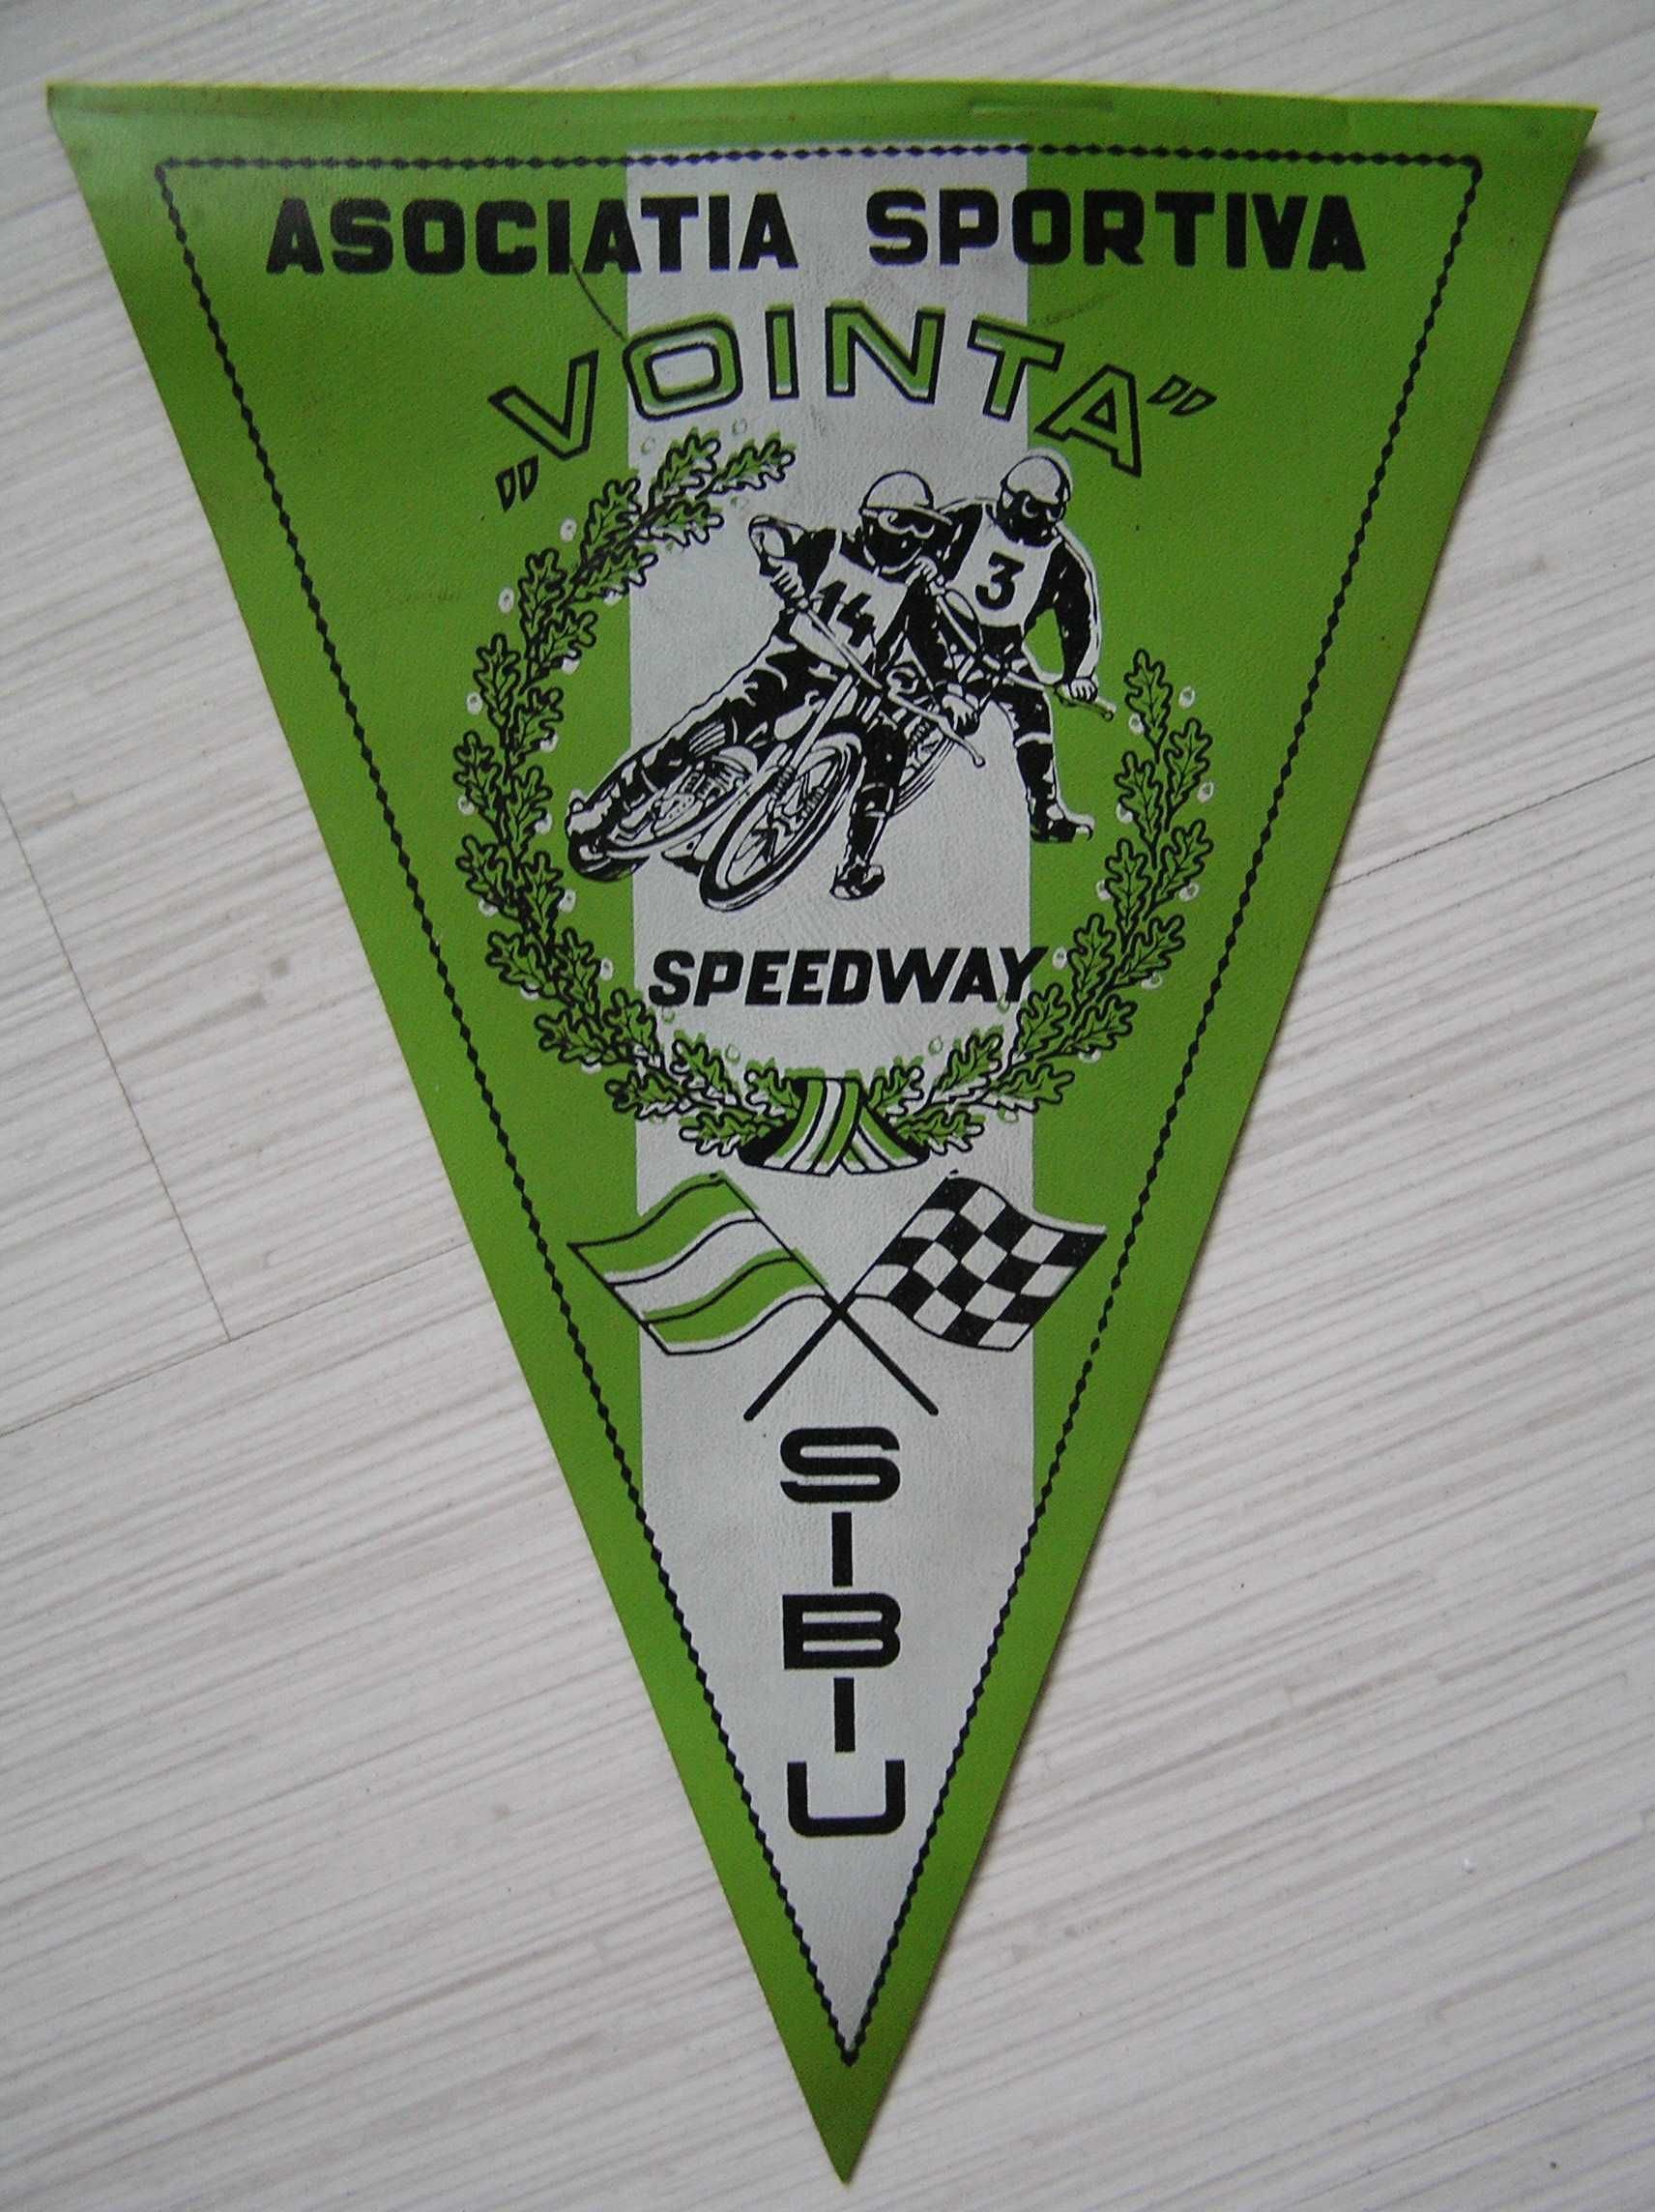 ASOCIATIA SPORTIVA
„VOINTA”
14
3
SPEEDWAY
SIBIU